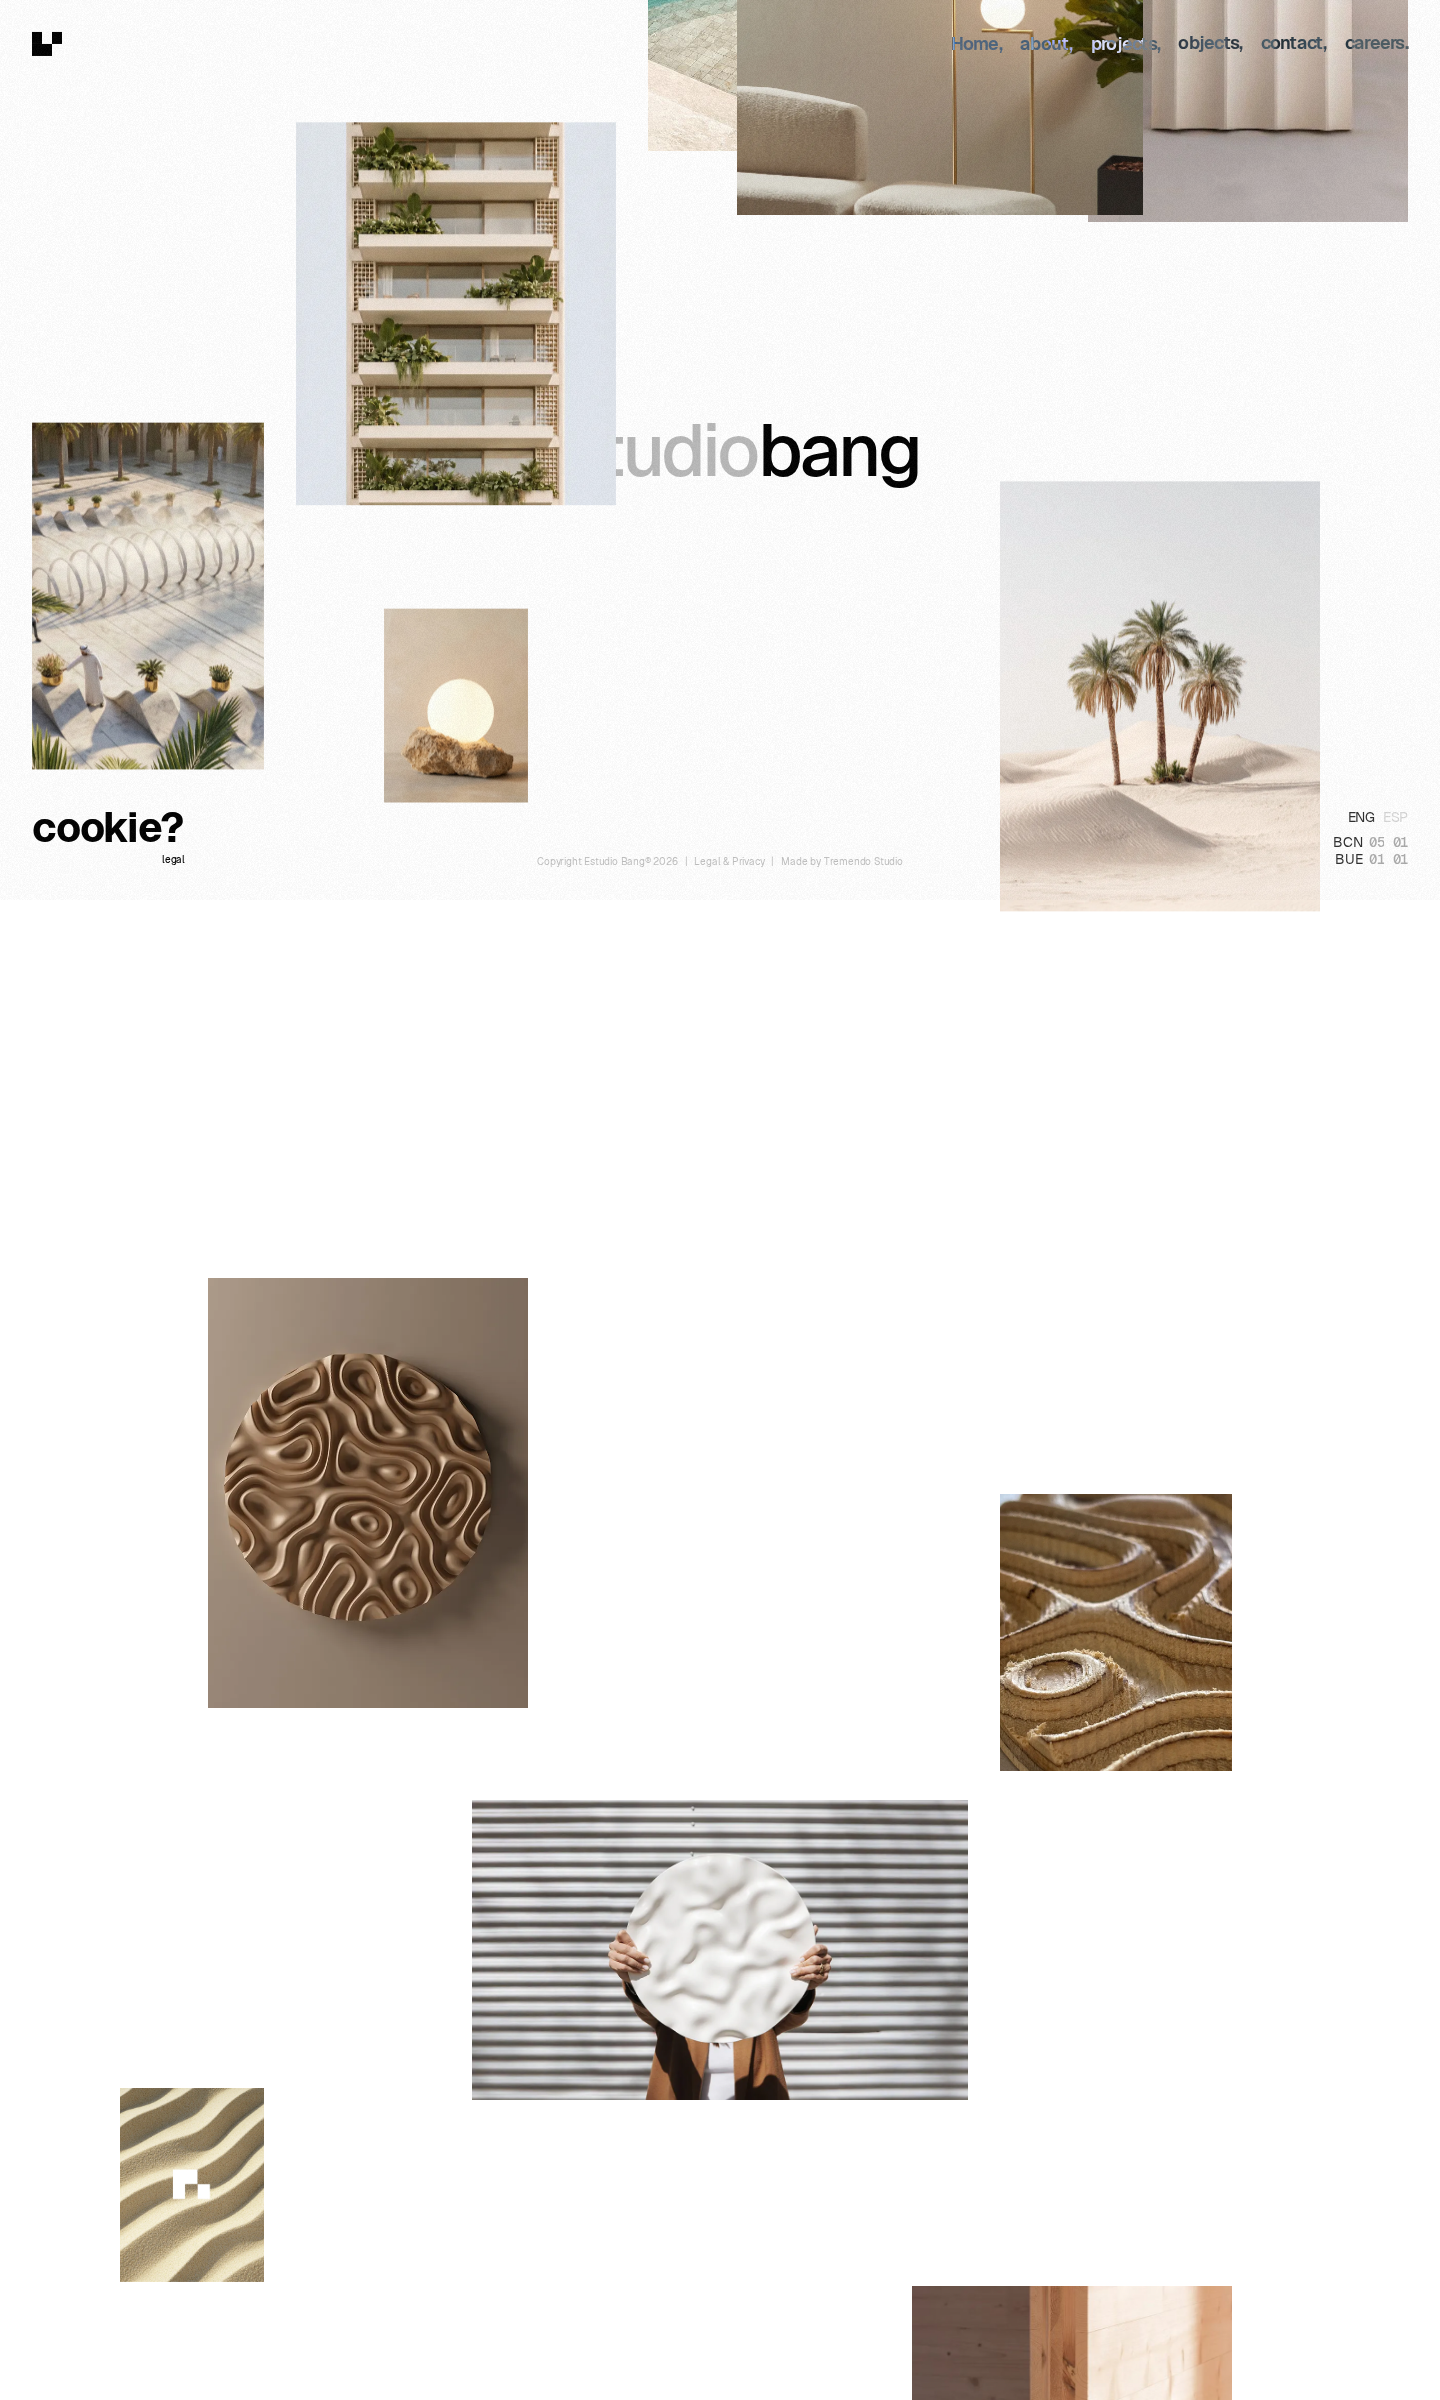 Home, about, projects, objects, contact, careers.
tudiobang
cookie?
legal
ENG ESP
BCN 05 01
BUE 01 01
Copyright Estudio Bang® 2026 | Legal & Privacy | Made by Tremendo Studio